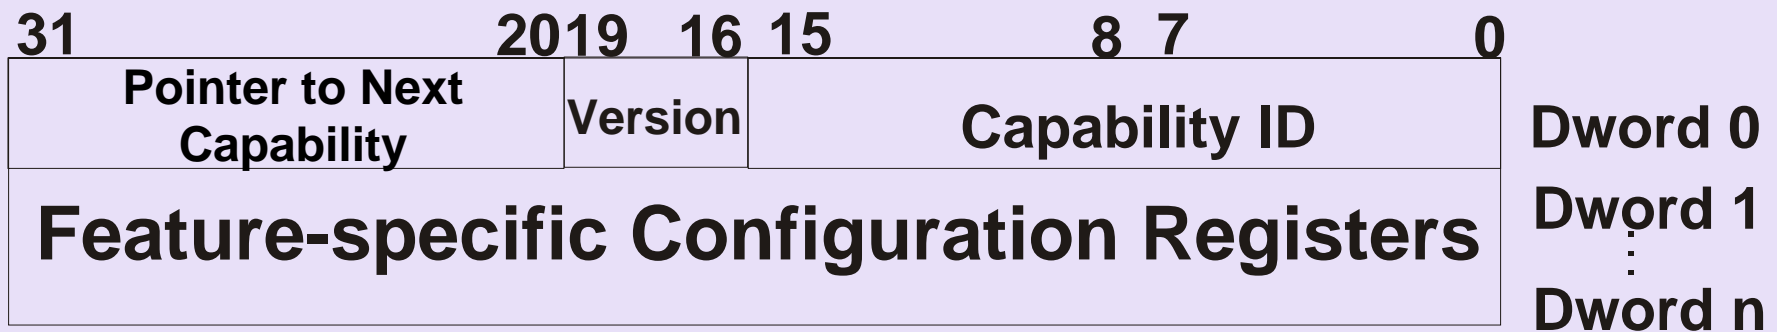 31 2019 16 15 8 7 0
Pointer to Next
Capability
Version
Capability ID
Dword 0
Feature-specific Configuration Registers
Dword 1
Dword n